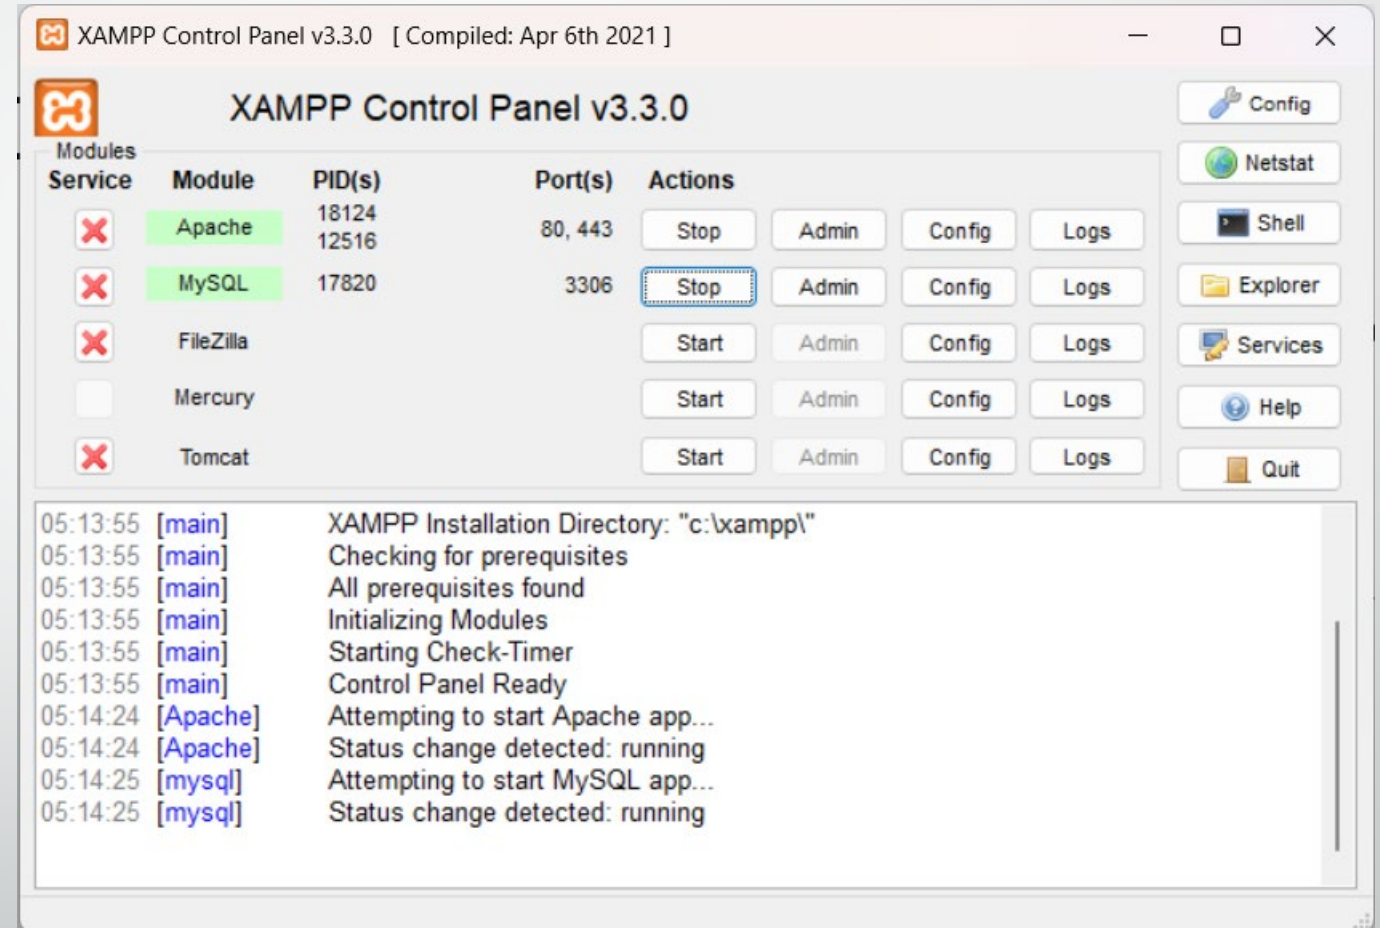 XAMPP Control Panel v3.3.0 [ Compiled: Apr 6th 2021 ]
XAMPP Control Panel v3.3.0
Config
Modules
Netstat
Service Module PID(s) Port(s) Actions
Apache 18124 12516 80, 443 Stop Admin Config Logs
Shell
MySQL 17820 3306 Stop Admin Config Logs
Explorer
FileZilla Start Admin Config Logs
Services
Mercury Start Admin Config Logs
Help
Tomcat Start Admin Config Logs
Quit
05:13:55 [main] XAMPP Installation Directory: "c:\xampp\"
05:13:55 [main] Checking for prerequisites
05:13:55 [main] All prerequisites found
05:13:55 [main] Initializing Modules
05:13:55 [main] Starting Check-Timer
05:13:55 [main] Control Panel Ready
05:14:24 [Apache] Attempting to start Apache app...
05:14:24 [Apache] Status change detected: running
05:14:25 [mysql] Attempting to start MySQL app...
05:14:25 [mysql] Status change detected: running